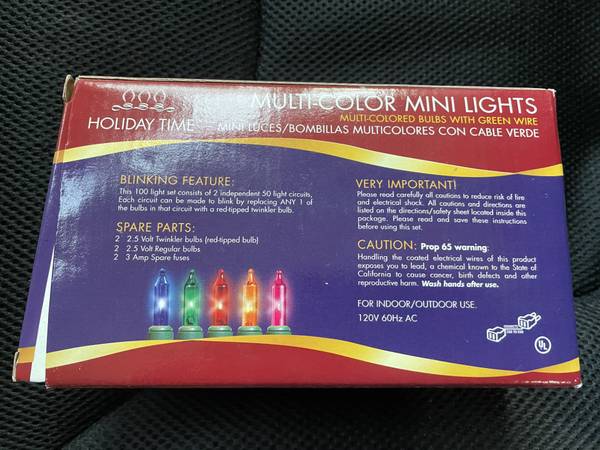 MULTI-COLOR MINI LIGHTS
MULTI-COLORED BULBS WITH GREEN WIRE
HOLIDAY TIME
MINI LUCES/BOMBILLAS MULTICOLORES CON CABLE VERDE
BLINKING FEATURE:
This 100 light set consists of 2 independent 50 light circuits.
Each circuit can be made to blink by replacing ANY 1 of
the bulbs in that circuit with a red-tipped twinkler bulb.
SPARE PARTS:
2 2.5 Volt Twinkler bulbs (red-tipped bulb)
2 2.5 Volt Regular bulbs
2 3 Amp Spare fuses
VERY IMPORTANT!
Please read carefully all cautions to reduce risk of fire
and electrical shock. All cautions and directions are
listed on the directions/safety sheet located inside this
package. Please read and save these instructions
before using this set.
CAUTION: Prop 65 warning:
Handling the coated electrical wires of this product
exposes you to lead, a chemical known to the State of
California to cause cancer, birth defects and other
reproductive harm. Wash hands after use.
FOR INDOOR/OUTDOOR USE.
120V 60Hz AC
UL